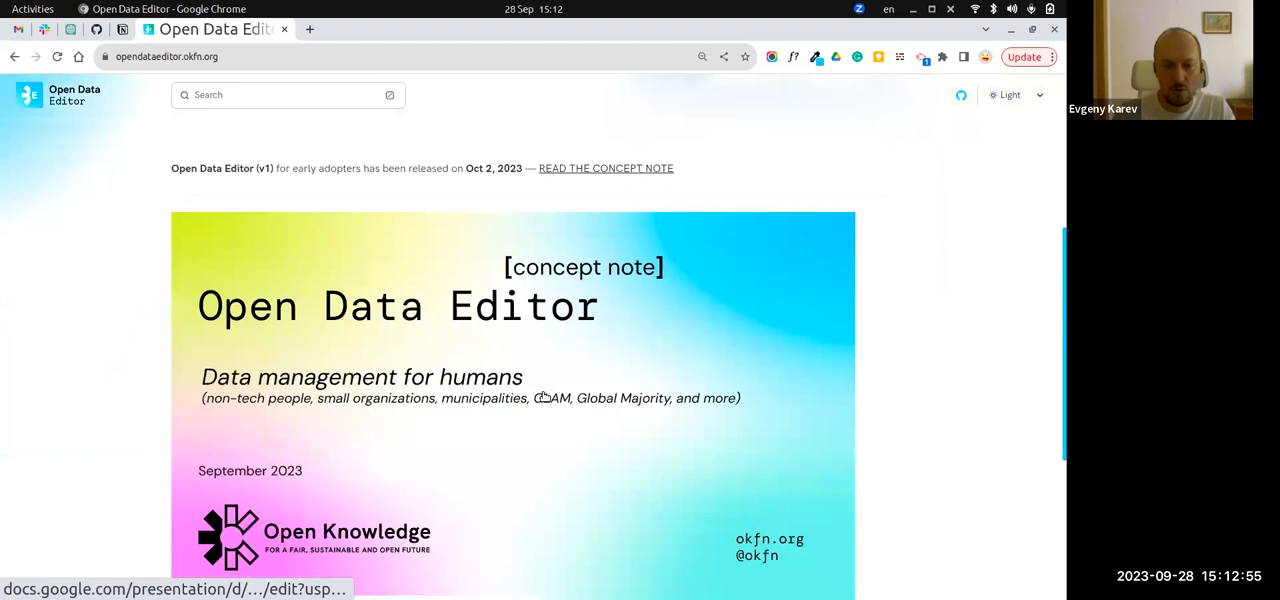 Activities
Open Data Editor - Google Chrome
28 Sep 15:12
en
Open Data Edito
opendataeditor.okfn.org
Update
Open Data
Editor
Search
Light
Evgeny Karev
Open Data Editor (v1) for early adopters has been released on Oct 2, 2023 — READ THE CONCEPT NOTE
[concept note]
Open Data Editor
Data management for humans
(non-tech people, small organizations, municipalities, Global Majority, and more)
September 2023
Open Knowledge
FOR A FAIR, SUSTAINABLE AND OPEN FUTURE
okfn.org
@okfn
docs.google.com/presentation/d/.../edit?usp...
2023-09-28 15:12:55